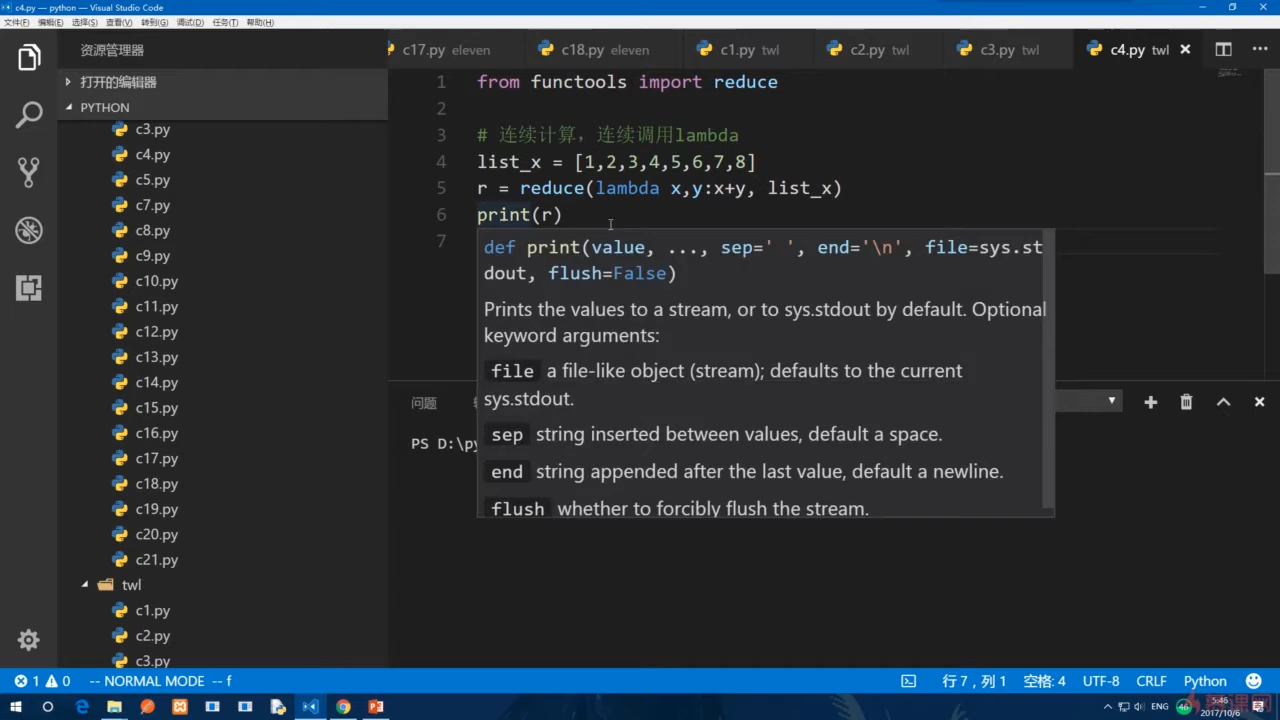 c4.py — python — Visual Studio Code
文件(F) 编辑(E) 选择(S) 查看(V) 转到(G) 调试(D) 任务(T) 帮助(H)
资源管理器
打开的编辑器
PYTHON
c3.py
c4.py
c5.py
c7.py
c8.py
c9.py
c10.py
c11.py
c12.py
c13.py
c14.py
c15.py
c16.py
c17.py
c18.py
c19.py
c20.py
c21.py
twl
c1.py
c2.py
c3.py
c17.py eleven c18.py eleven c1.py twl c2.py twl c3.py twl c4.py twl
1 from functools import reduce
2
3 # 连续计算，连续调用lambda
4 list_x = [1,2,3,4,5,6,7,8]
5 r = reduce(lambda x,y:x+y, list_x)
6 print(r)
7
def print(value, ..., sep=' ', end='\n', file=sys.st
dout, flush=False)
Prints the values to a stream, or to sys.stdout by default. Optional
keyword arguments:
file a file-like object (stream); defaults to the current
sys.stdout.
sep string inserted between values, default a space.
end string appended after the last value, default a newline.
flush whether to forcibly flush the stream.
问题
PS D:\py
1 0 -- NORMAL MODE -- f 行 7，列 1 空格: 4 UTF-8 CRLF Python
ENG 46 5:46
2017/10/6